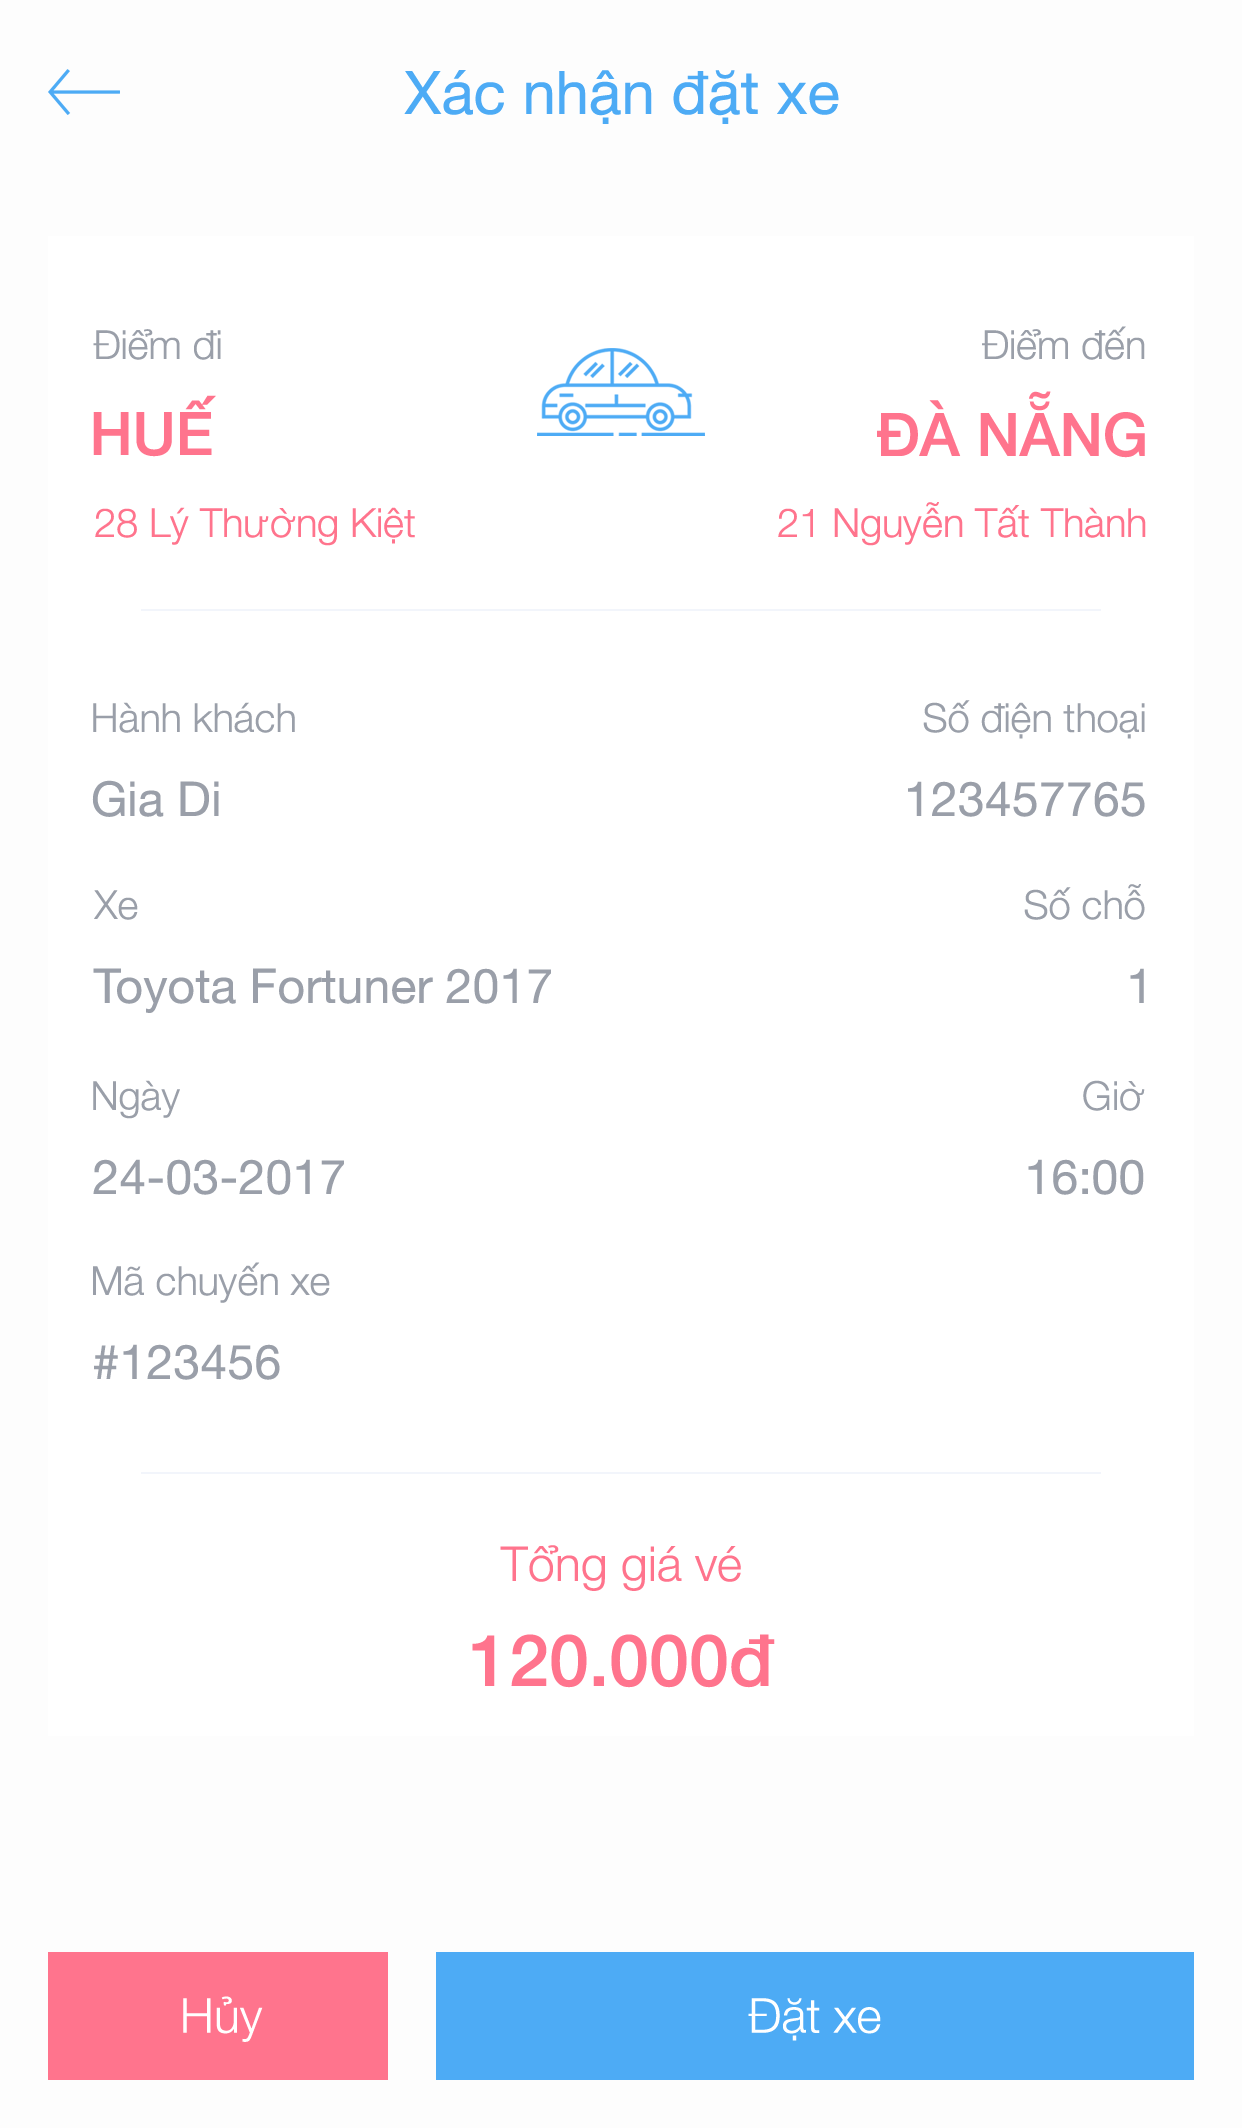 Xác nhận đặt xe
Điểm đi
Điểm đến
HUẾ
ĐÀ NẴNG
28 Lý Thường Kiệt
21 Nguyễn Tất Thành
Hành khách
Số điện thoại
Gia Di
123457765
Xe
Số chỗ
Toyota Fortuner 2017
1
Ngày
Giờ
24-03-2017
16:00
Mã chuyến xe
#123456
Tổng giá vé
120.000đ
Hủy
Đặt xe